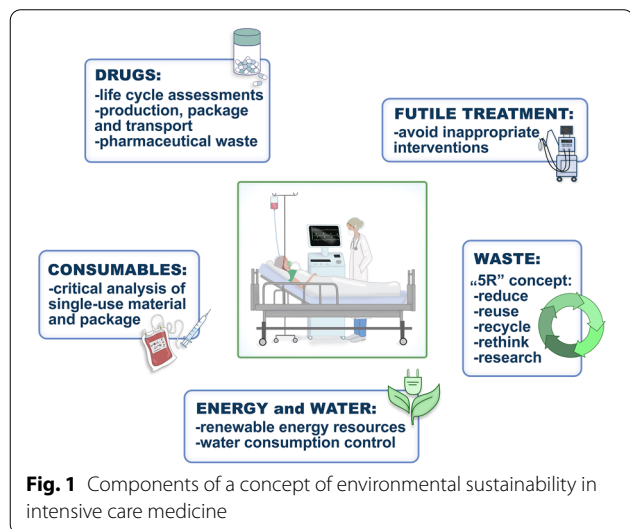 DRUGS:
-life cycle assessments
-production, package
and transport
-pharmaceutical waste
FUTILE TREATMENT:
-avoid inappropriate
interventions
CONSUMABLES:
-critical analysis of
single-use material
and package
WASTE:
„5R” concept:
-reduce
-reuse
-recycle
-rethink
-research
ENERGY and WATER:
-renewable energy resources
-water consumption control
Fig. 1 Components of a concept of environmental sustainability in
intensive care medicine